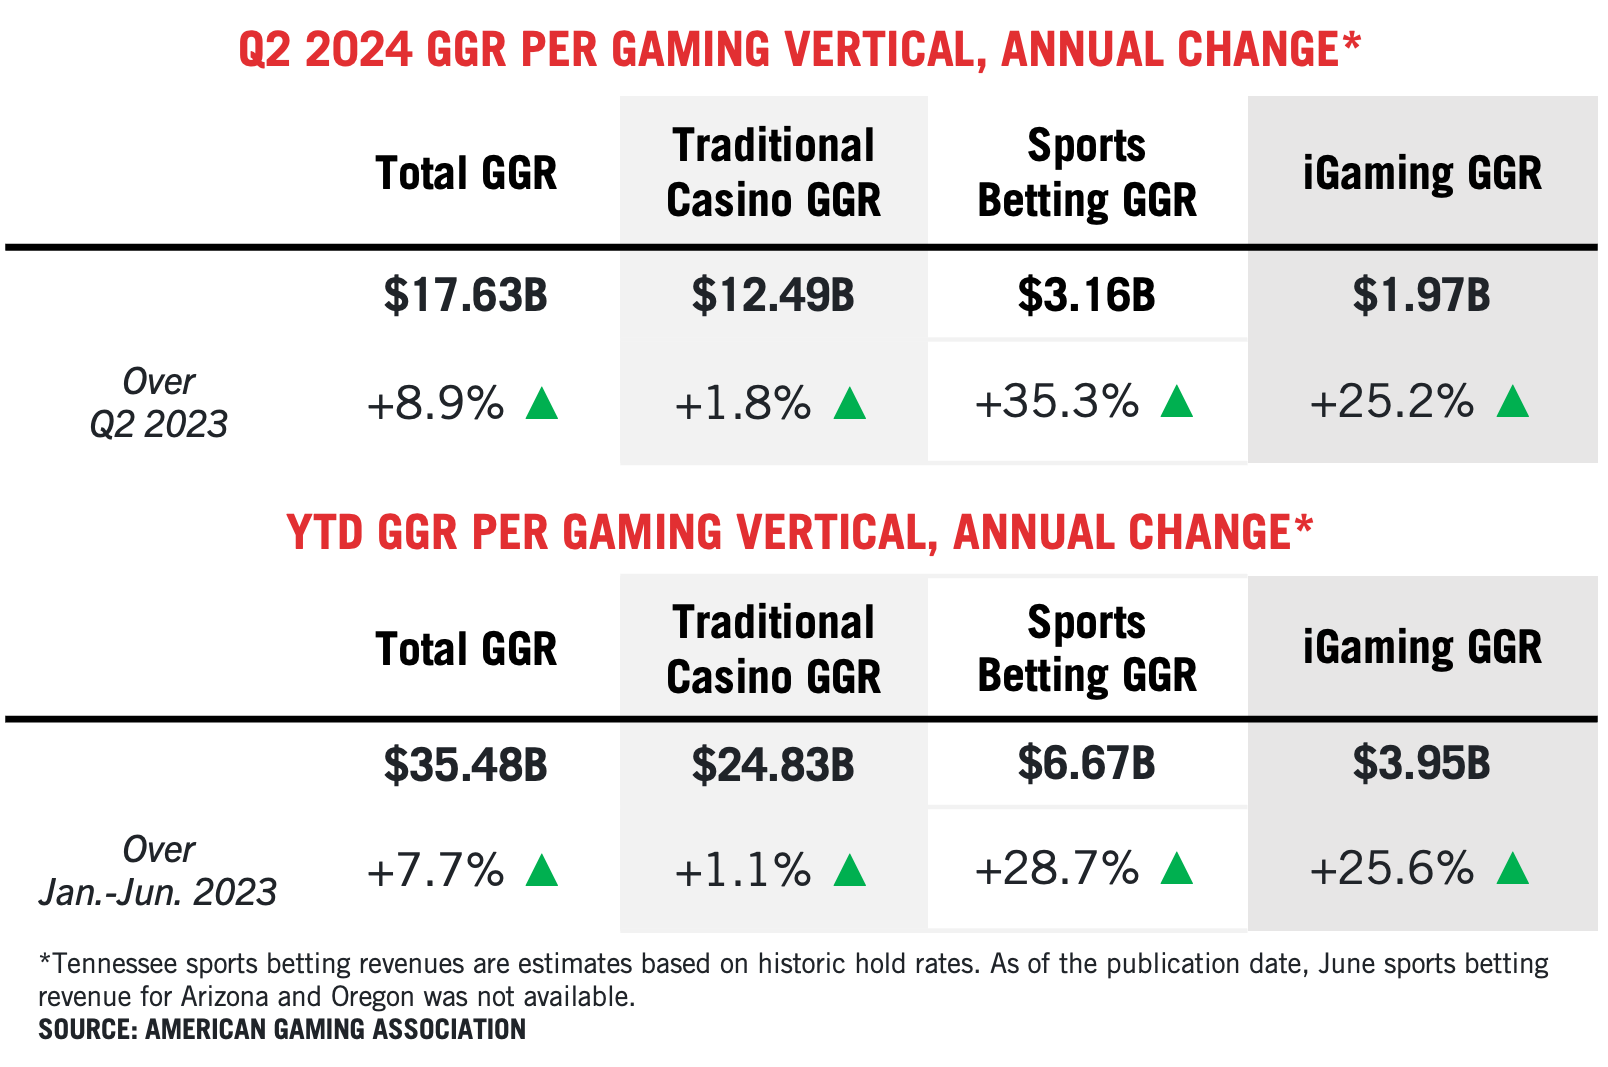 Q2 2024 GGR PER GAMING VERTICAL, ANNUAL CHANGE*
Total GGR
Traditional
Casino GGR
Sports
Betting GGR
iGaming GGR
$17.63B
$12.49B
$3.16B
$1.97B
Over
Q2 2023
+8.9% ▲
+1.8% ▲
+35.3% ▲
+25.2% ▲
YTD GGR PER GAMING VERTICAL, ANNUAL CHANGE*
Total GGR
Traditional
Casino GGR
Sports
Betting GGR
iGaming GGR
$35.48B
$24.83B
$6.67B
$3.95B
Over
Jan.-Jun. 2023
+7.7% ▲
+1.1% ▲
+28.7% ▲
+25.6% ▲
*Tennessee sports betting revenues are estimates based on historic hold rates. As of the publication date, June sports betting
revenue for Arizona and Oregon was not available.
SOURCE: AMERICAN GAMING ASSOCIATION